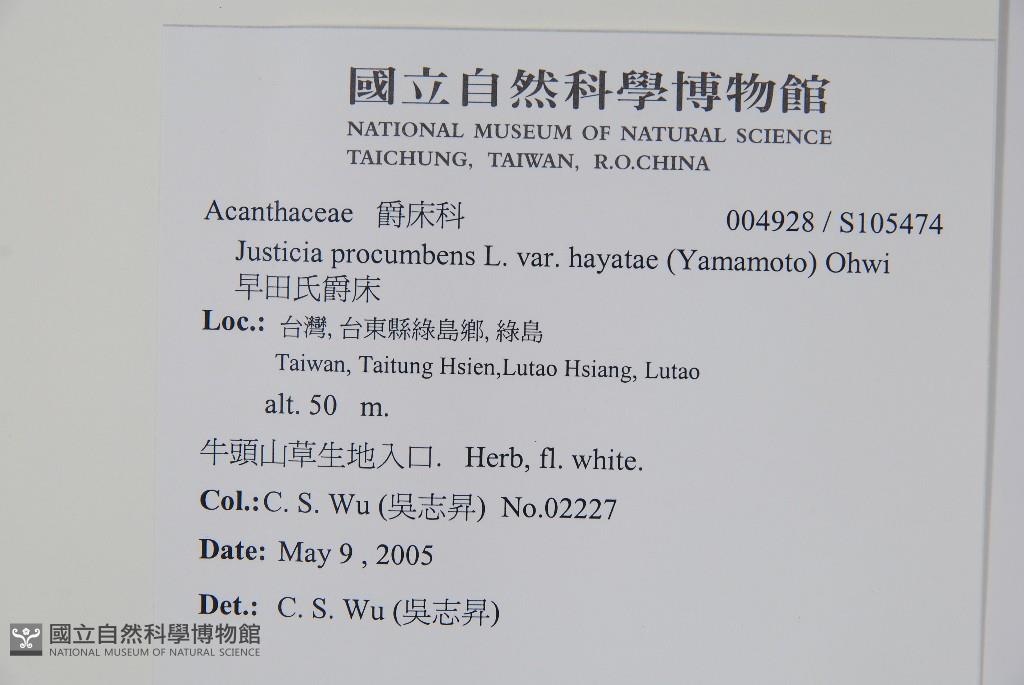 國立自然科學博物館
NATIONAL MUSEUM OF NATURAL SCIENCE
TAICHUNG, TAIWAN, R.O.CHINA
Acanthaceae 爵床科 004928 / S105474
Justicia procumbens L. var. hayatae (Yamamoto) Ohwi
早田氏爵床
Loc.: 台灣, 台東縣綠島鄉, 綠島
Taiwan, Taitung Hsien,Lutao Hsiang, Lutao
alt. 50 m.
牛頭山草生地入口. Herb, fl. white.
Col.:C. S. Wu (吳志昇) No.02227
Date: May 9 , 2005
Det.: C. S. Wu (吳志昇)
國立自然科學博物館
NATIONAL MUSEUM OF NATURAL SCIENCE